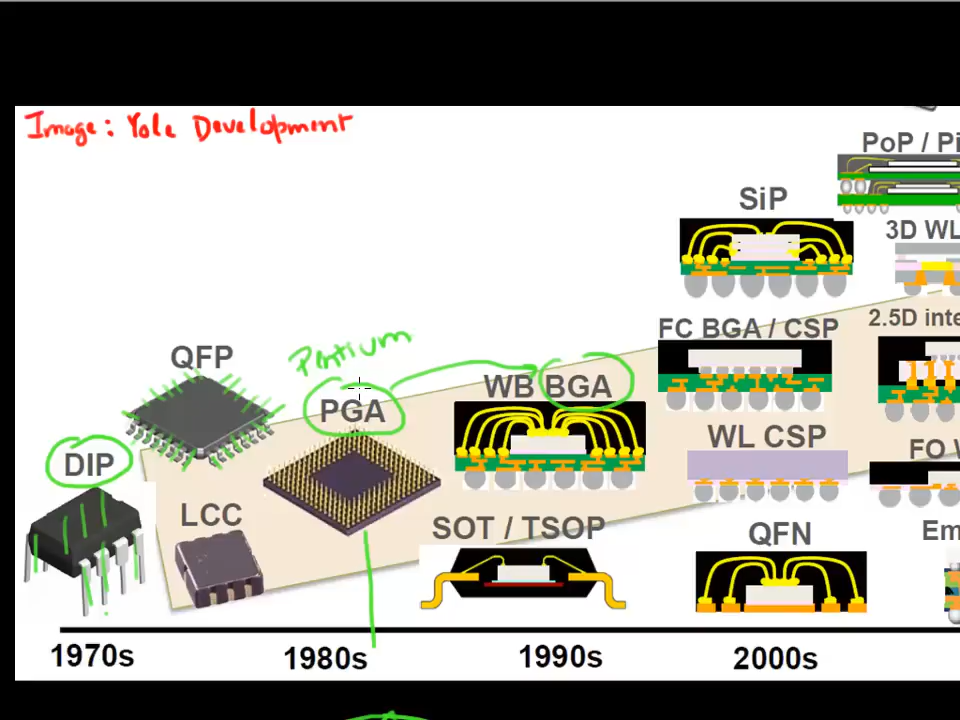 Image: Yole Development
PoP / Pi
SiP
3D WL
2.5D inte
FC BGA / CSP
Pentium
QFP
WB BGA
PGA
WL CSP
DIP
FO W
LCC
SOT / TSOP
QFN
Em
1970s 1980s 1990s 2000s